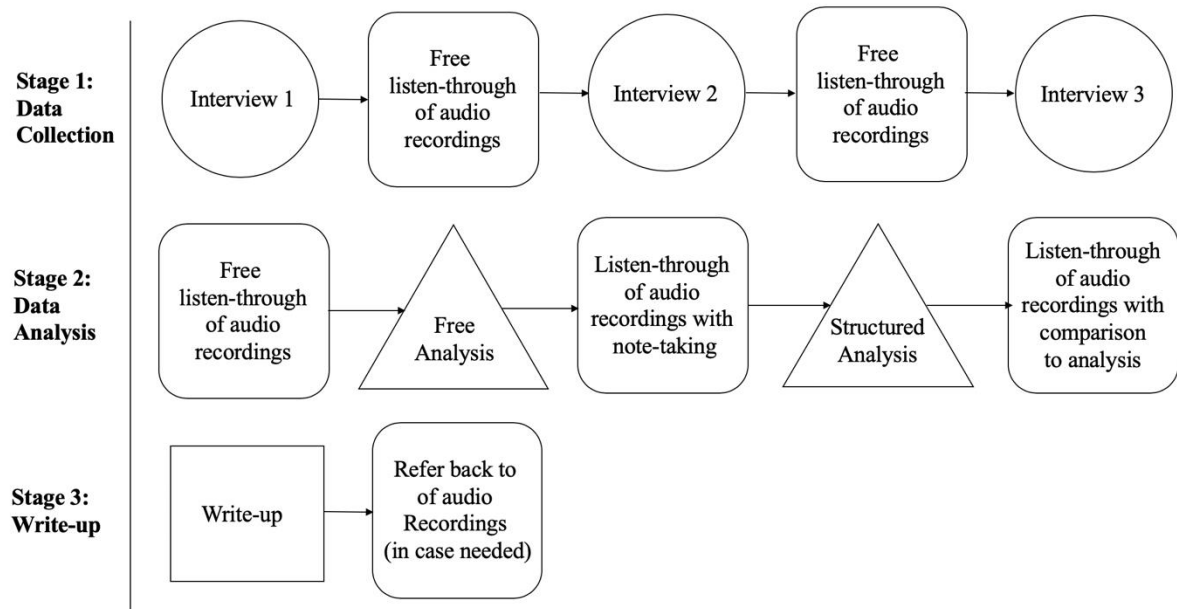 Stage 1:
Data
Collection
Interview 1
Free
listen-through
of audio
recordings
Interview 2
Free
listen-through
of audio
recordings
Interview 3
Stage 2:
Data
Analysis
Free
listen-through
of audio
recordings
Free
Analysis
Listen-through
of audio
recordings with
note-taking
Structured
Analysis
Listen-through
of audio
recordings with
comparison
to analysis
Stage 3:
Write-up
Write-up
Refer back to
of audio
Recordings
(in case needed)